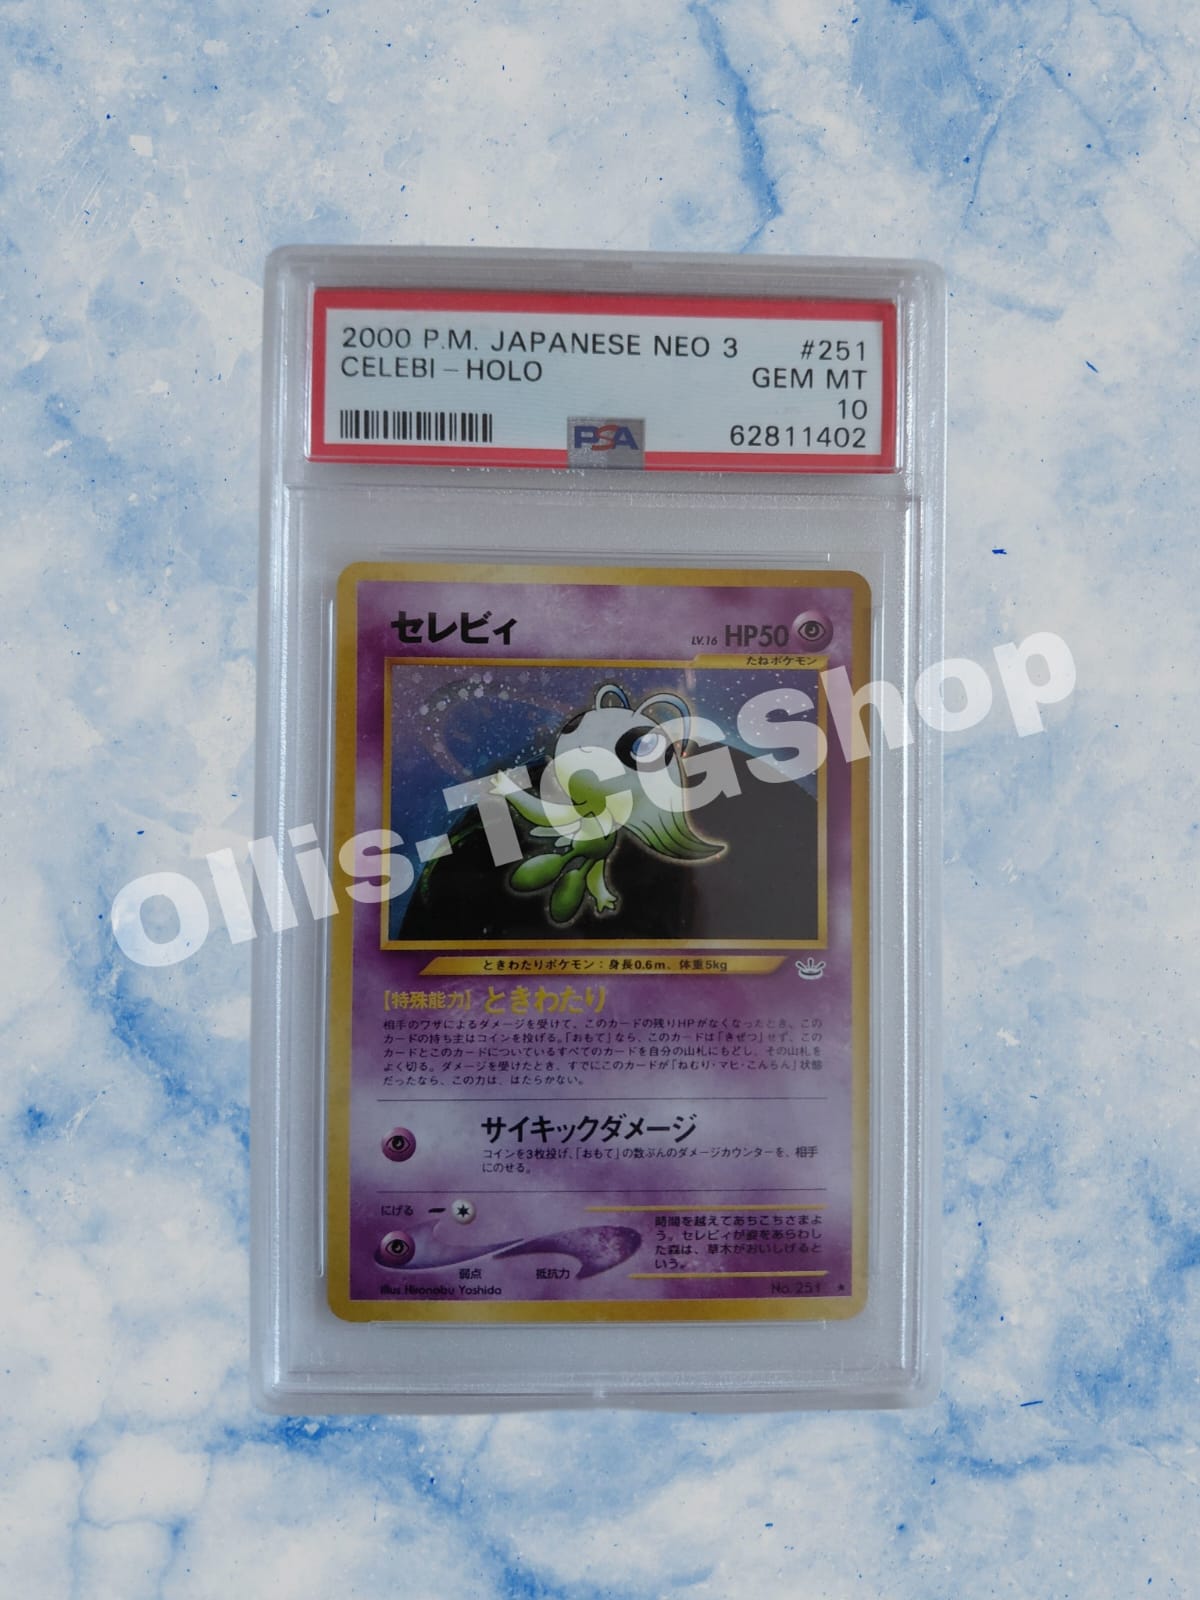 2000 P.M. JAPANESE NEO 3 #251
CELEBI - HOLO GEM MT
10
PSA 62811402
セレビィ LV.16 HP50
たねポケモン
Ollis-TCGShop
ときわたりポケモン：身長0.6m、体重5kg
【特殊能力】ときわたり
相手のワザによるダメージを受けて、このカードの残りHPがなくなったとき、この
カードの持ち主はコインを投げる。「おもて」なら、このカードは「きぜつ」せず、この
カードとこのカードについているすべてのカードを自分の山札にもどし、その山札を
よく切る。ダメージを受けたとき、すでにこのカードが「ねむり・マヒ・こんらん」状態
だったなら、この力は、はたらかない。
サイキックダメージ
コインを3枚投げ、「おもて」の数ぶんのダメージカウンターを、相手
にのせる。
にげる
弱点 抵抗力
時間を越えてあちこちさまよ
う。セレビィが姿をあらわし
た森は、草木がおいしげると
いう。
Illus. Hironobu Yoshida No. 251 ★